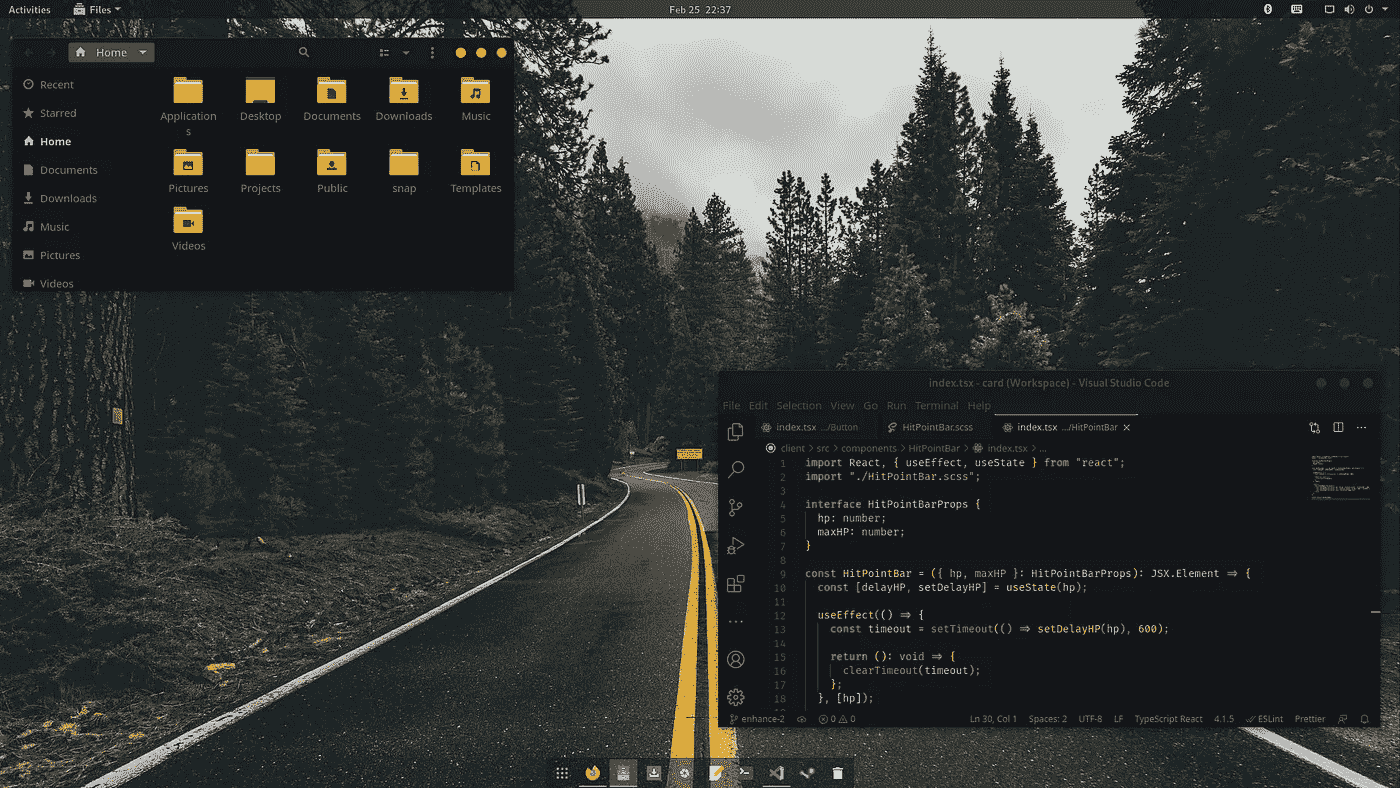 Activities Files Feb 25 22:37
Home
Recent
Starred
Home
Documents
Downloads
Music
Pictures
Videos
Applications
Desktop
Documents
Downloads
Music
Pictures
Projects
Public
snap
Templates
Videos
index.tsx - card (Workspace) - Visual Studio Code
File Edit Selection View Go Run Terminal Help
index.tsx .../Button HitPointBar.scss index.tsx .../HitPointBar
client > src > components > HitPointBar > index.tsx > ...
1 import React, { useEffect, useState } from "react";
2 import "./HitPointBar.scss";
3
4 interface HitPointBarProps {
5 hp: number;
6 maxHP: number;
7 }
8
9 const HitPointBar = ({ hp, maxHP }: HitPointBarProps): JSX.Element => {
10 const [delayHP, setDelayHP] = useState(hp);
11
12 useEffect(() => {
13 const timeout = setTimeout(() => setDelayHP(hp), 600);
14
15 return (): void => {
16 clearTimeout(timeout);
17 };
18 }, [hp]);
enhance-2 0 0 Ln 30, Col 1 Spaces: 2 UTF-8 LF TypeScript React 4.1.5 ESLint Prettier